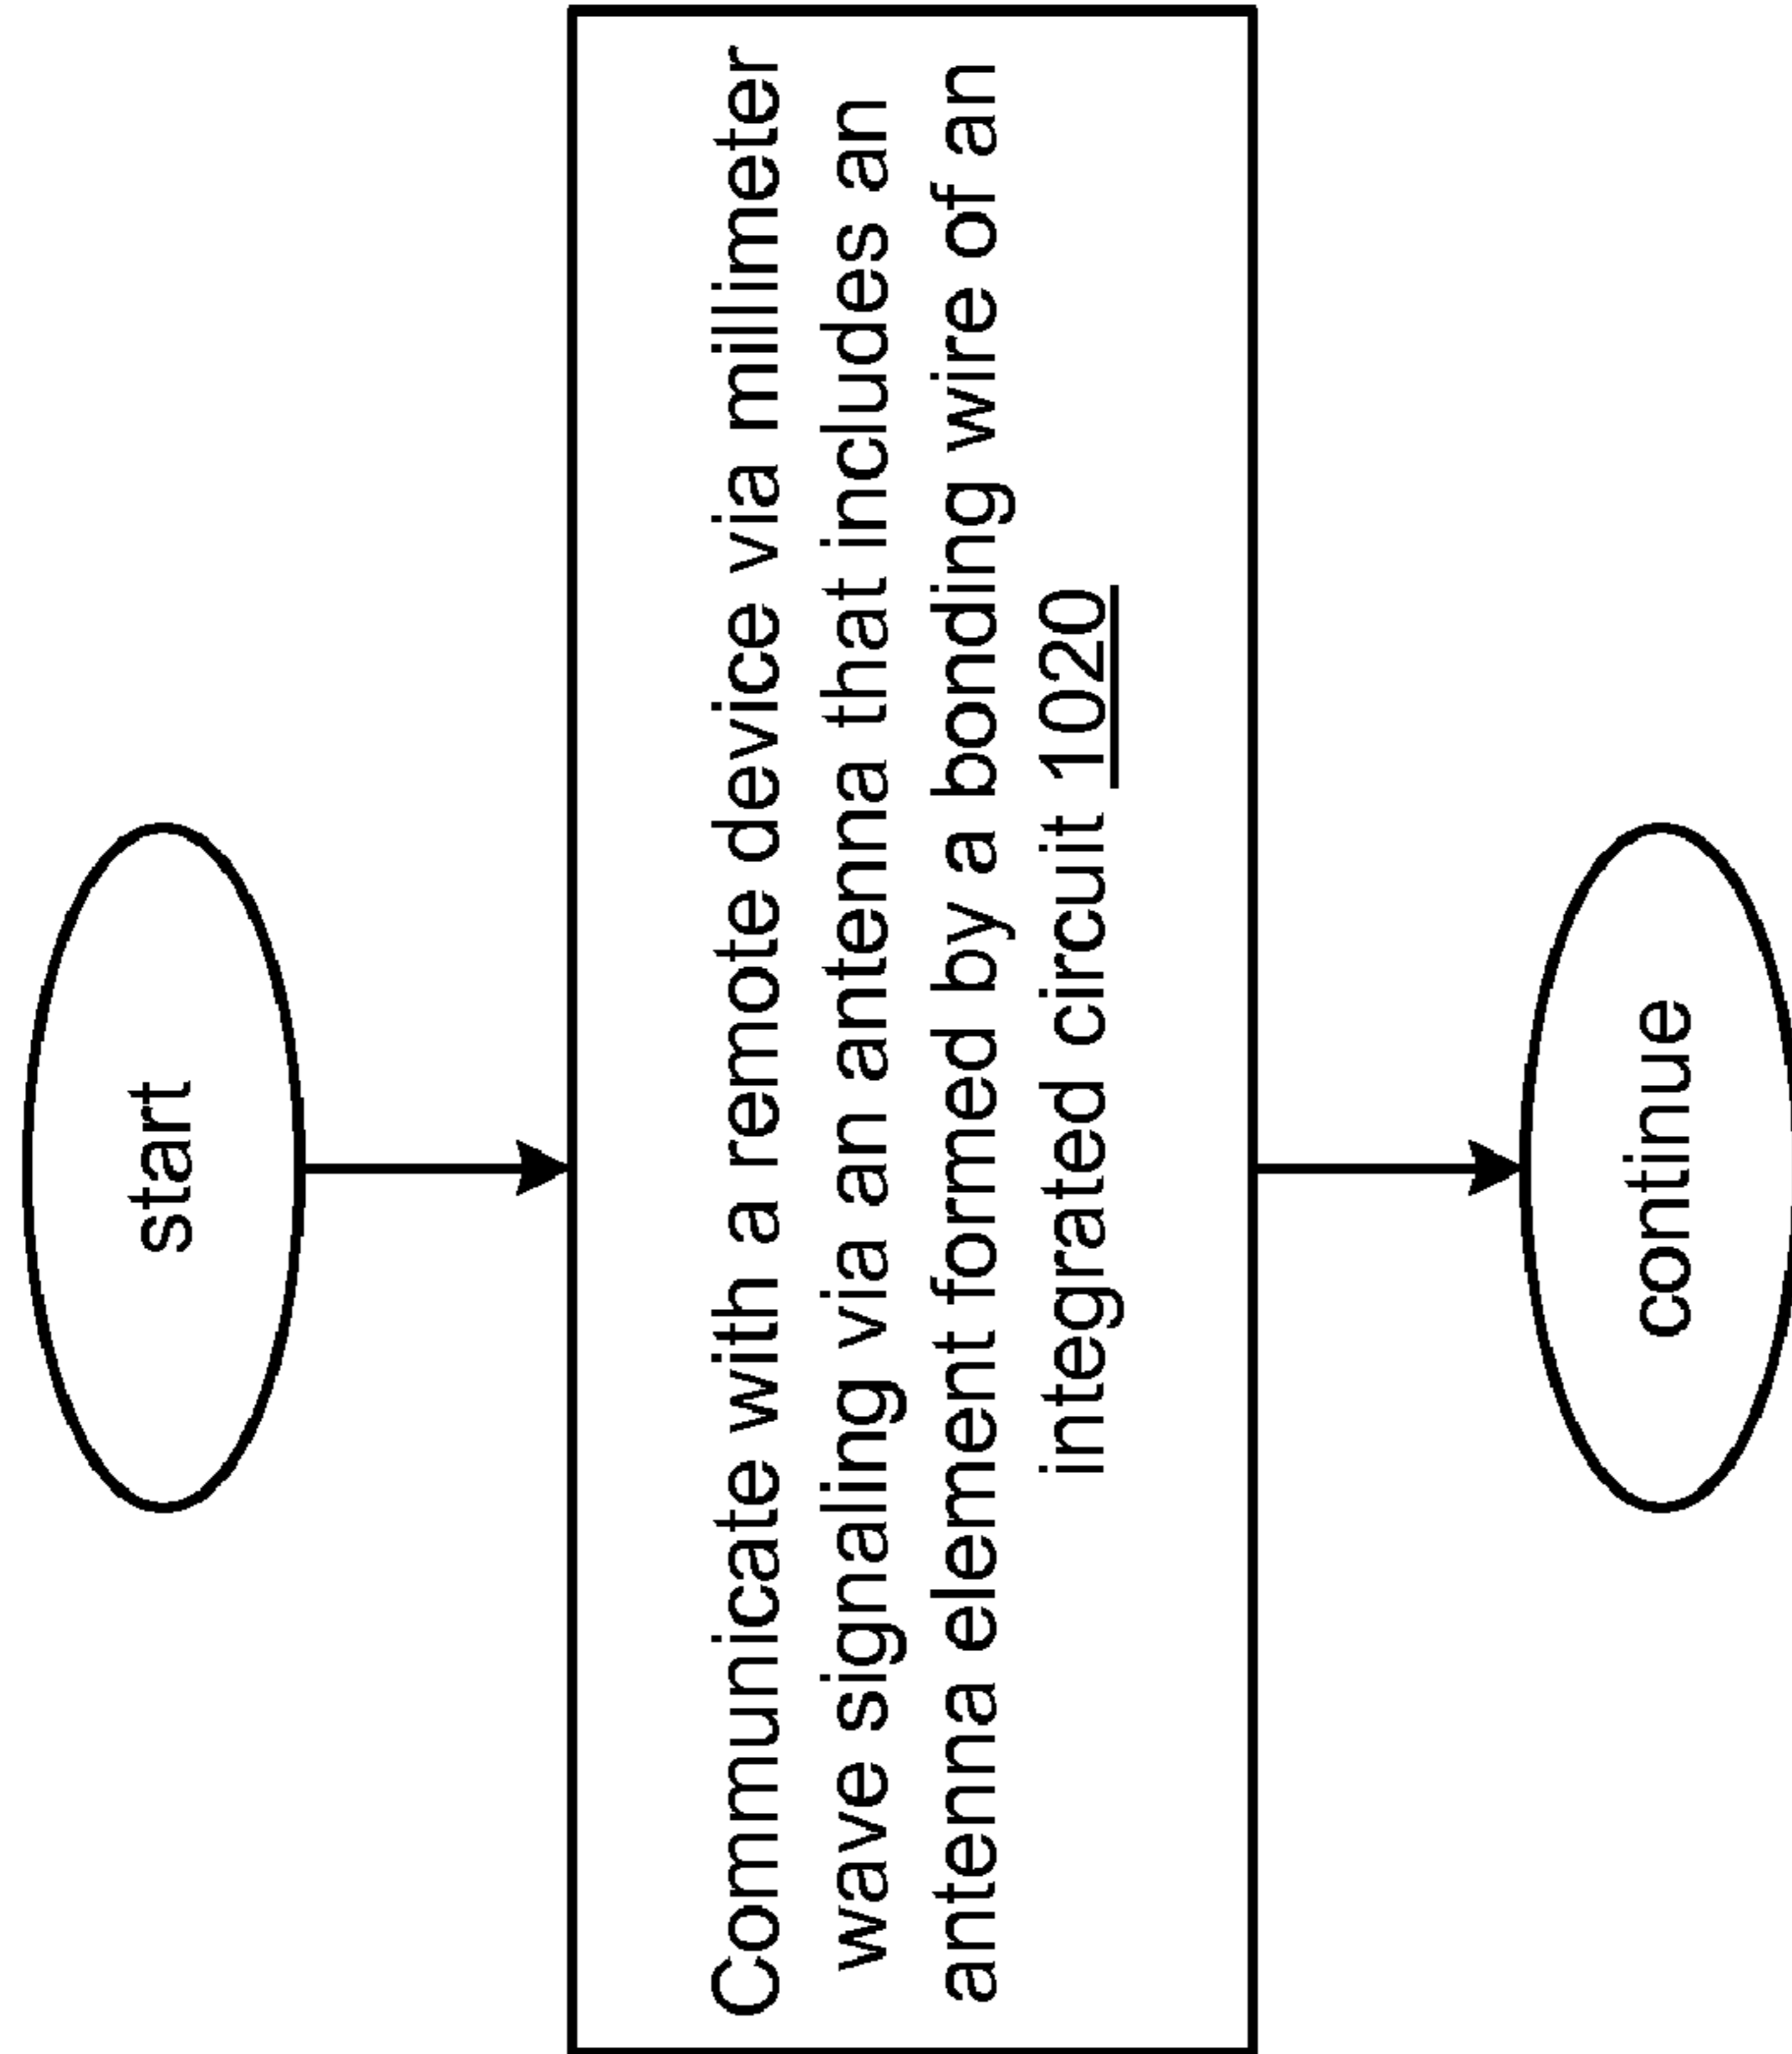 start
Communicate with a remote device via millimeter
wave signaling via an antenna that includes an
antenna element formed by a bonding wire of an
integrated circuit 1020
continue